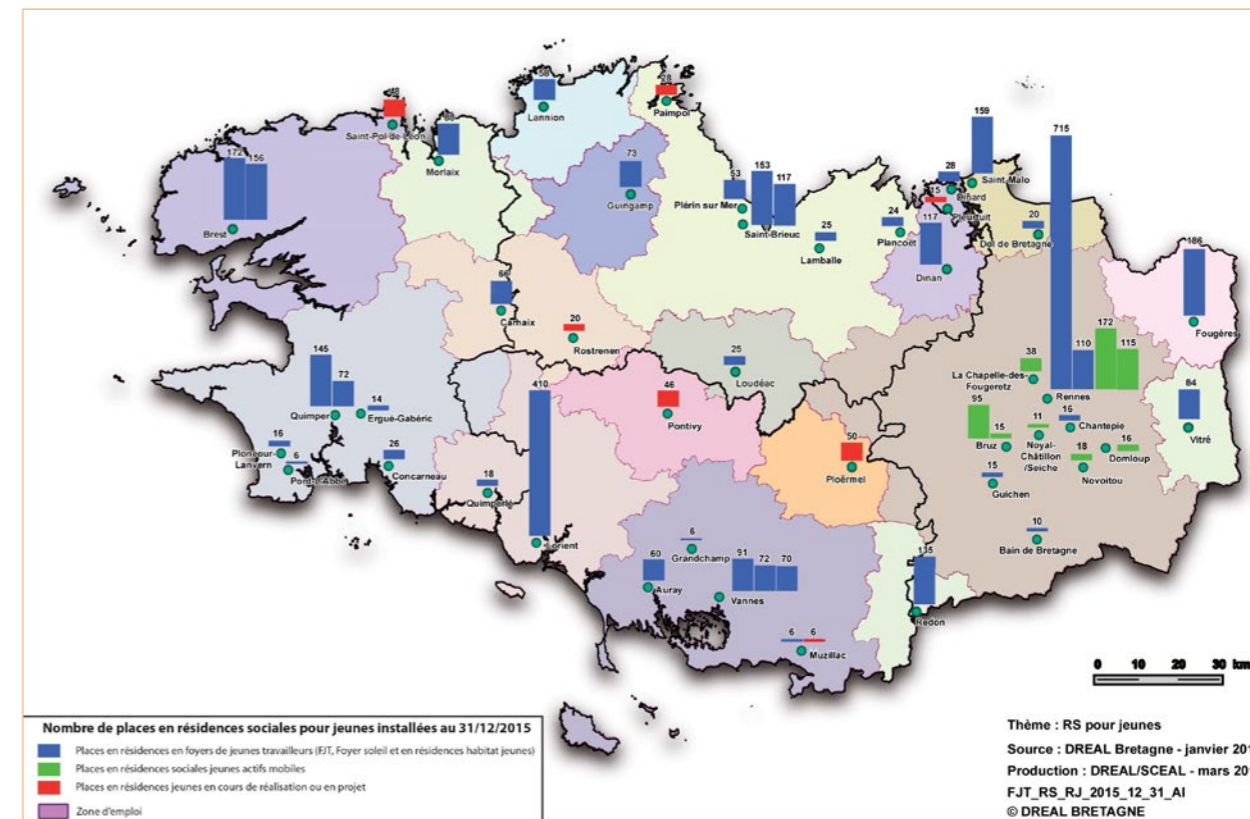 58
Lannion
28
Paimpol
48
Saint-Pol-de-Léon
Morlaix
172
156
Brest
73
Guingamp
53
Plérin sur Mer
153
117
Saint-Brieuc
25
Lamballe
24
Plancoët
159
Saint-Malo
28
Dinard
15
Pleurtuit
117
Dinan
20
Dol de Bretagne
715
110
172
115
Rennes
186
Fougères
66
Carhaix
20
Rostrenen
25
Loudéac
38
La Chapelle-des-
Fougeretz
84
Vitré
145
72
Quimper
14
Ergué-Gabéric
16
Plonéour-
Lanvern
6
Pont-L'Abbé
26
Concarneau
18
Quimperlé
410
Lorient
46
Pontivy
50
Ploërmel
95
15
Bruz
11
Noyal-
Châtillon
/Seiche
16
Chantepie
18
Novoitou
16
Domloup
15
Guichen
10
Bain de Bretagne
6
Grandchamp
60
Auray
91
72
70
Vannes
6
6
Muzillac
135
Redon
0 10 20 30 km
Nombre de places en résidences sociales pour jeunes installées au 31/12/2015
Places en résidences en foyers de jeunes travailleurs (FJT, Foyer soleil et en résidences habitat jeunes)
Places en résidences sociales jeunes actifs mobiles
Places en résidences jeunes en cours de réalisation ou en projet
Zone d'emploi
Thème : RS pour jeunes
Source : DREAL Bretagne - janvier 201
Production : DREAL/SCEAL - mars 201
FJT_RS_RJ_2015_12_31_AI
© DREAL BRETAGNE